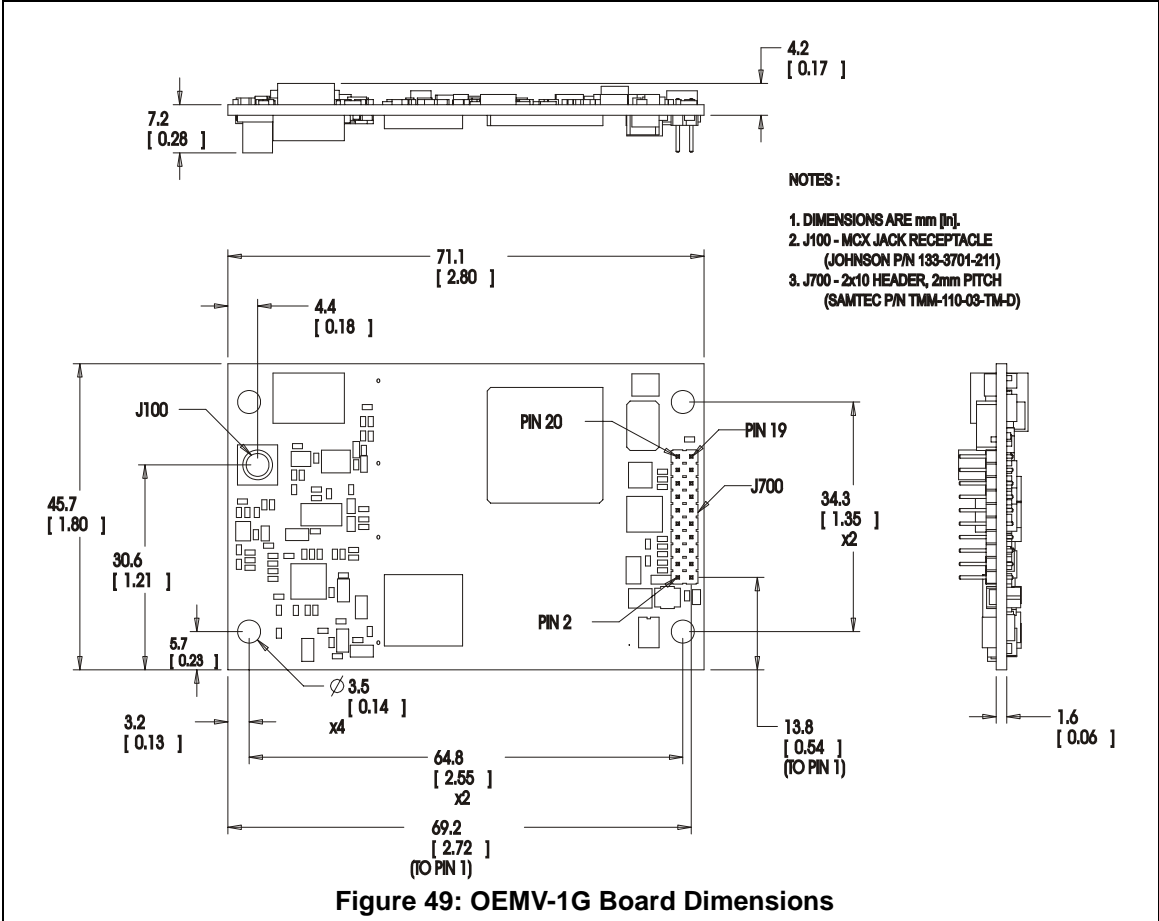 4.2
[ 0.17 ]
7.2
[ 0.28 ]
NOTES :
1. DIMENSIONS ARE mm [in].
2. J100 - MCX JACK RECEPTACLE
(JOHNSON P/N 133-3701-211)
3. J700 - 2x10 HEADER, 2mm PITCH
(SAMTEC P/N TMM-110-03-TM-D)
71.1
[ 2.80 ]
4.4
[ 0.18 ]
J100
PIN 20
PIN 19
J700
45.7
[ 1.80 ]
34.3
[ 1.35 ]
x2
30.6
[ 1.21 ]
PIN 2
5.7
[ 0.23 ]
3.2
[ 0.13 ]
Ø 3.5
[ 0.14 ]
x4
13.8
[ 0.54 ]
(TO PIN 1)
1.6
[ 0.06 ]
64.8
[ 2.55 ]
x2
69.2
[ 2.72 ]
(TO PIN 1)
Figure 49: OEMV-1G Board Dimensions